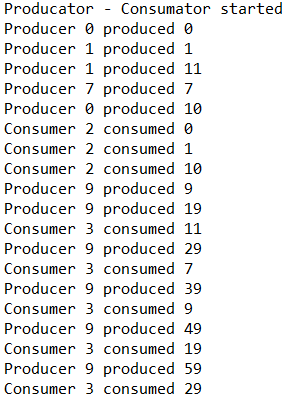 Producator - Consumator started
Producer 0 produced 0
Producer 1 produced 1
Producer 1 produced 11
Producer 7 produced 7
Producer 0 produced 10
Consumer 2 consumed 0
Consumer 2 consumed 1
Consumer 2 consumed 10
Producer 9 produced 9
Producer 9 produced 19
Consumer 3 consumed 11
Producer 9 produced 29
Consumer 3 consumed 7
Producer 9 produced 39
Consumer 3 consumed 9
Producer 9 produced 49
Consumer 3 consumed 19
Producer 9 produced 59
Consumer 3 consumed 29